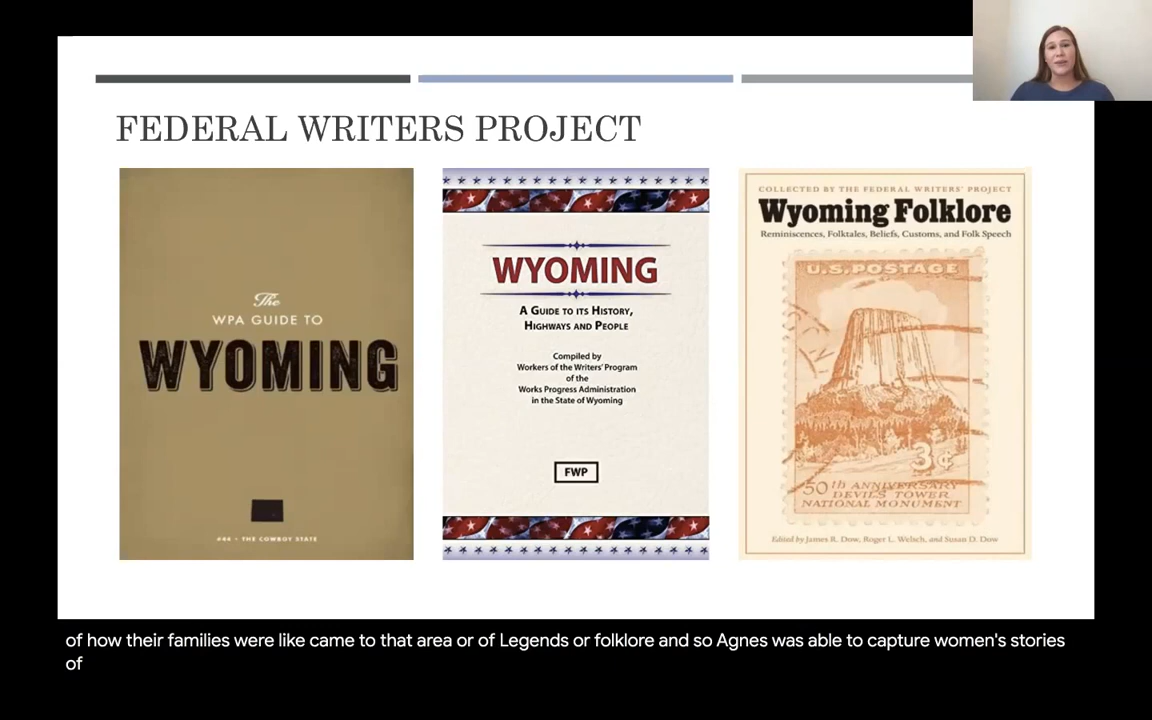 FEDERAL WRITERS PROJECT
The
WPA GUIDE TO
WYOMING
#44 • THE COWBOY STATE
WYOMING
A Guide to its History,
Highways and People
Compiled by
Workers of the Writers' Program
of the
Works Progress Administration
in the State of Wyoming
FWP
COLLECTED BY THE FEDERAL WRITERS' PROJECT
Wyoming Folklore
Reminiscences, Folktales, Beliefs, Customs, and Folk Speech
U.S. POSTAGE
3¢
50th ANNIVERSARY
DEVILS TOWER
NATIONAL MONUMENT
Edited by James R. Dow, Roger L. Welsch, and Susan D. Dow
of how their families were like came to that area or of Legends or folklore and so Agnes was able to capture women's stories
of